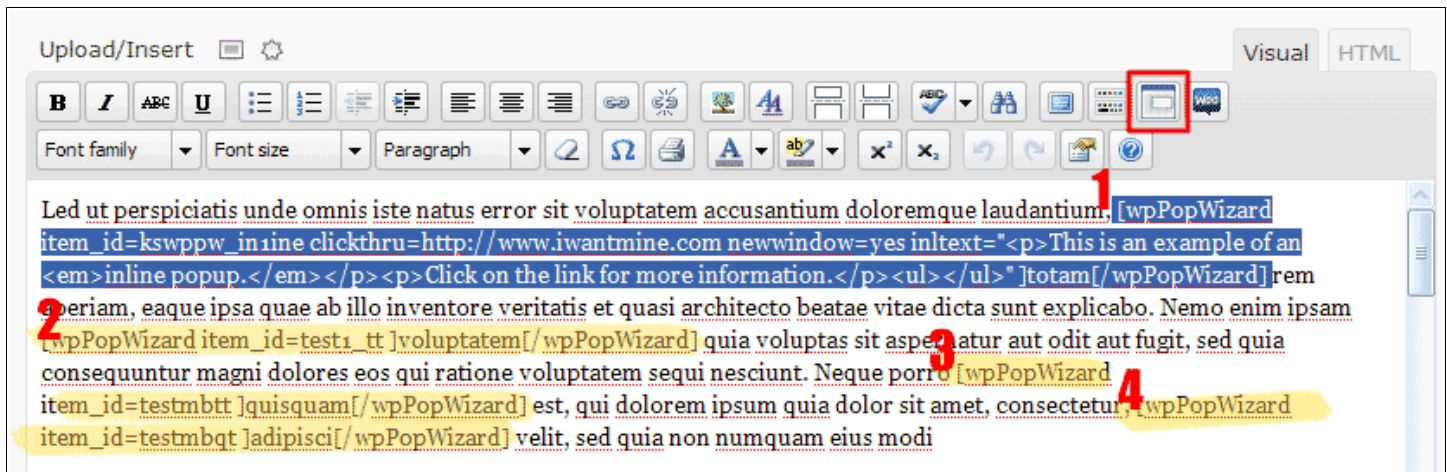 Upload/Insert
Visual HTML
B I ABC U ABC Woo
Font family Font size Paragraph Ω A ab x² x₂
1
Led ut perspiciatis unde omnis iste natus error sit voluptatem accusantium doloremque laudantium, [wpPopWizard
item_id=kswppw_in1ine clickthru=http://www.iwantmine.com newwindow=yes inltext="<p>This is an example of an
<em>inline popup.</em></p><p>Click on the link for more information.</p><ul></ul>" ]totam[/wpPopWizard] rem
aperiam, eaque ipsa quae ab illo inventore veritatis et quasi architecto beatae vitae dicta sunt explicabo. Nemo enim ipsam
2
[wpPopWizard item_id=test1_tt ]voluptatem[/wpPopWizard] quia voluptas sit aspernatur aut odit aut fugit, sed quia
3
consequuntur magni dolores eos qui ratione voluptatem sequi nesciunt. Neque porro [wpPopWizard
4
item_id=testmbtt ]quisquam[/wpPopWizard] est, qui dolorem ipsum quia dolor sit amet, consectetur, [wpPopWizard
item_id=testmbqt ]adipisci[/wpPopWizard] velit, sed quia non numquam eius modi